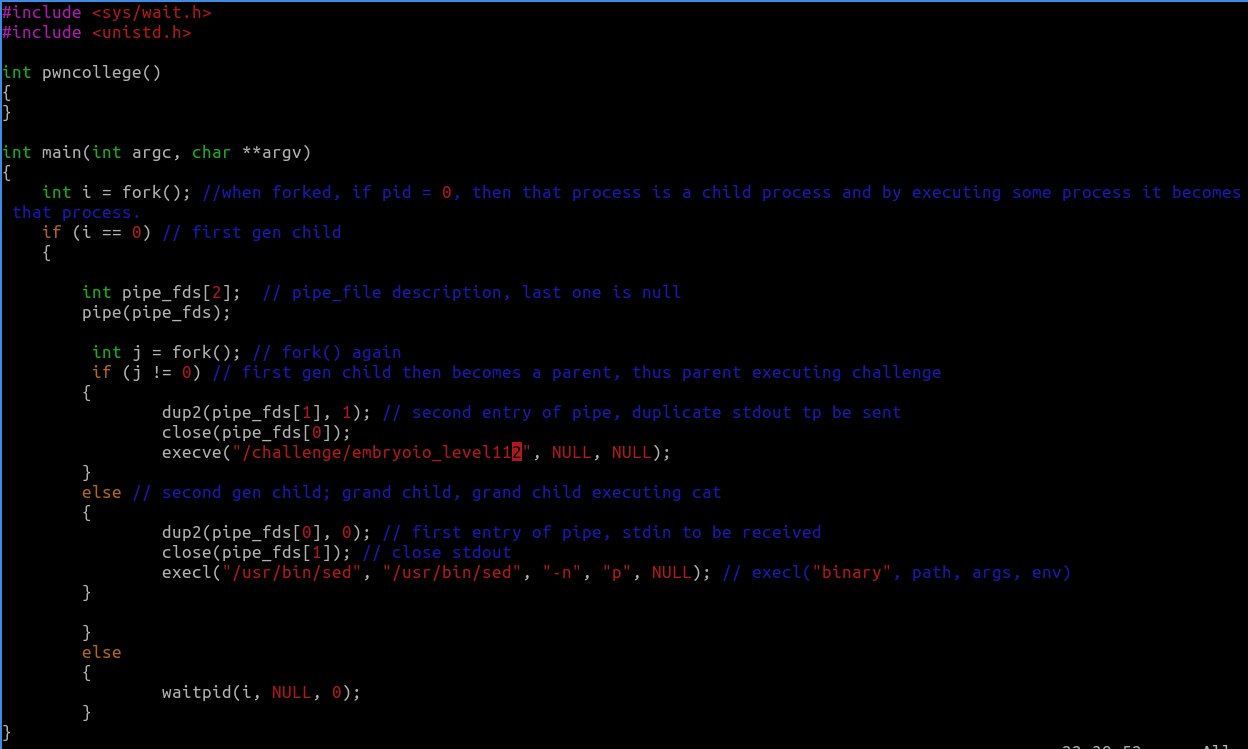 #include <sys/wait.h>
#include <unistd.h>
int pwncollege()
{
}
int main(int argc, char **argv)
{
    int i = fork(); //when forked, if pid = 0, then that process is a child process and by executing some process it becomes
 that process.
    if (i == 0) // first gen child
    {
        int pipe_fds[2];  // pipe_file description, last one is null
        pipe(pipe_fds);
         int j = fork(); // fork() again
         if (j != 0) // first gen child then becomes a parent, thus parent executing challenge
        {
                dup2(pipe_fds[1], 1); // second entry of pipe, duplicate stdout tp be sent
                close(pipe_fds[0]);
                execve("/challenge/embryoio_level112", NULL, NULL);
        }
        else // second gen child; grand child, grand child executing cat
        {
                dup2(pipe_fds[0], 0); // first entry of pipe, stdin to be received
                close(pipe_fds[1]); // close stdout
                execl("/usr/bin/sed", "/usr/bin/sed", "-n", "p", NULL); // execl("binary", path, args, env)
        }
        }
        else
        {
                waitpid(i, NULL, 0);
        }
}